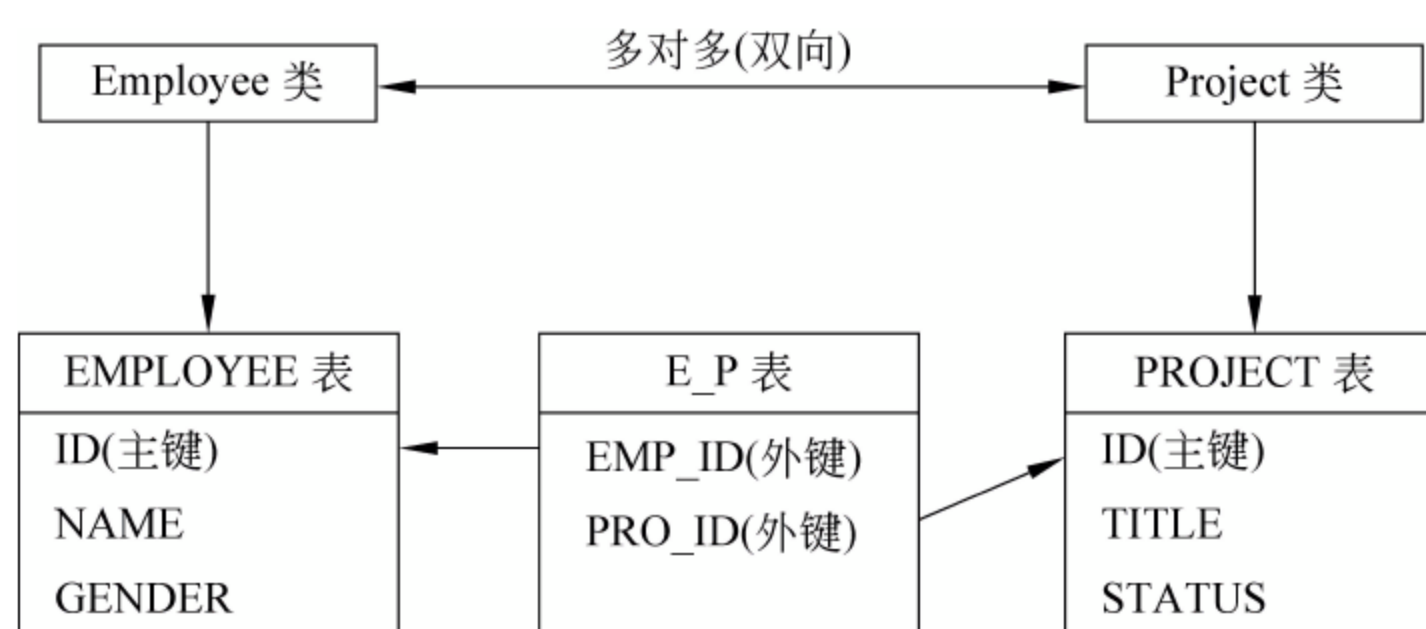 多对多(双向)
Employee 类
Project 类
EMPLOYEE 表
ID(主键)
NAME
GENDER
E_P 表
EMP_ID(外键)
PRO_ID(外键)
PROJECT 表
ID(主键)
TITLE
STATUS